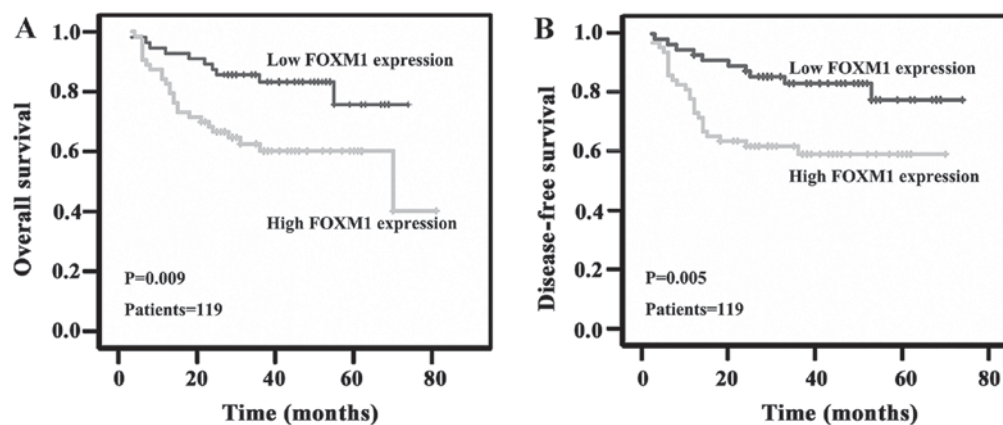 A
Overall survival
1.0
0.8
0.6
0.4
0.2
0.0
Low FOXM1 expression
High FOXM1 expression
P=0.009
Patients=119
0 20 40 60 80
Time (months)
B
Disease-free survival
1.0
0.8
0.6
0.4
0.2
0.0
Low FOXM1 expression
High FOXM1 expression
P=0.005
Patients=119
0 20 40 60 80
Time (months)